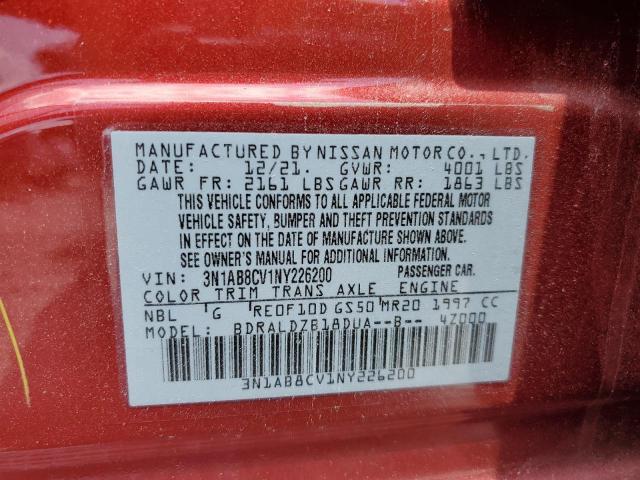 MANUFACTURED BY NISSAN MOTOR CO., LTD.
DATE: 12/21. GVWR: 4001 LBS
GAWR FR: 2161 LBS GAWR RR: 1863 LBS
THIS VEHICLE CONFORMS TO ALL APPLICABLE FEDERAL MOTOR
VEHICLE SAFETY, BUMPER AND THEFT PREVENTION STANDARDS
IN EFFECT ON THE DATE OF MANUFACTURE SHOWN ABOVE.
SEE OWNER'S MANUAL FOR ADDITIONAL INFORMATION.
VIN: 3N1AB8CV1NY226200 PASSENGER CAR.
COLOR TRIM TRANS AXLE ENGINE
NBL G RE0F10D GS50 MR20 1997 CC
MODEL: BDRALDZB18DUA--B-- 4Z000
3N1AB8CV1NY226200